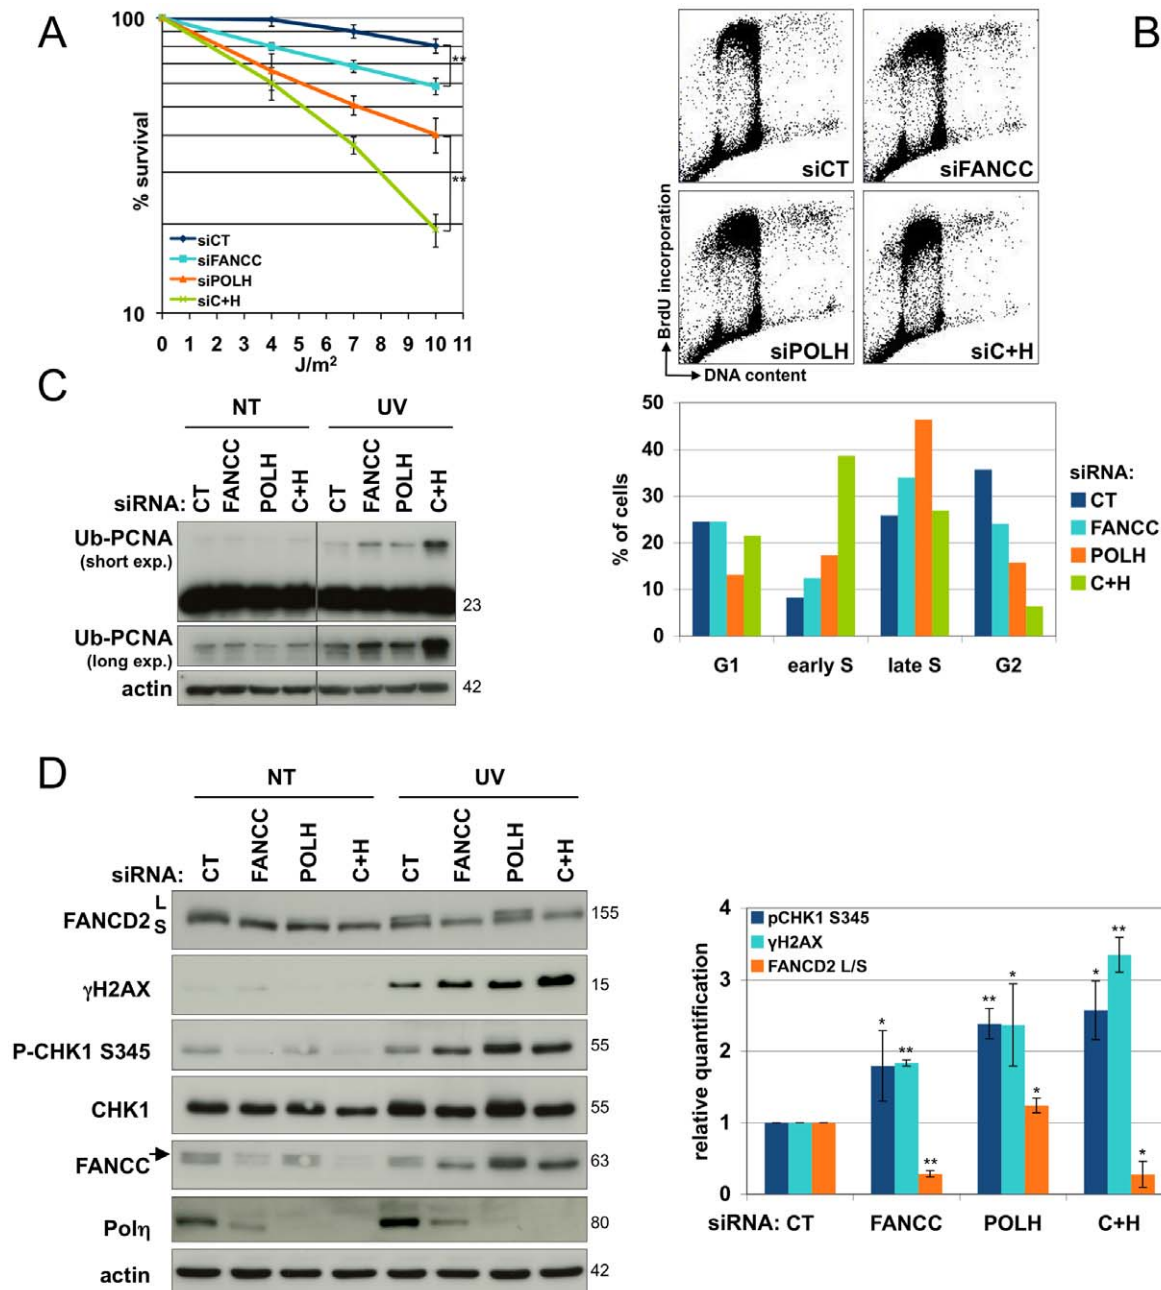 A
100
% survival
**
**
siCT
siFANCC
siPOLH
siC+H
10
0 1 2 3 4 5 6 7 8 9 10 11
J/m²
B
siCT
siFANCC
siPOLH
siC+H
BrdU incorporation
DNA content
50
40
30
20
10
0
% of cells
G1 early S late S G2
siRNA:
CT
FANCC
POLH
C+H
C
NT UV
siRNA: CT FANCC POLH C+H CT FANCC POLH C+H
Ub-PCNA
(short exp.)
23
Ub-PCNA
(long exp.)
actin 42
D
NT UV
siRNA: CT FANCC POLH C+H CT FANCC POLH C+H
FANCD2 L S 155
γH2AX 15
P-CHK1 S345 55
CHK1 55
FANCC 63
Polη 80
actin 42
4
3
2
1
0
relative quantification
pCHK1 S345
γH2AX
FANCD2 L/S
* ** **
** * *
* ** *
siRNA: CT FANCC POLH C+H